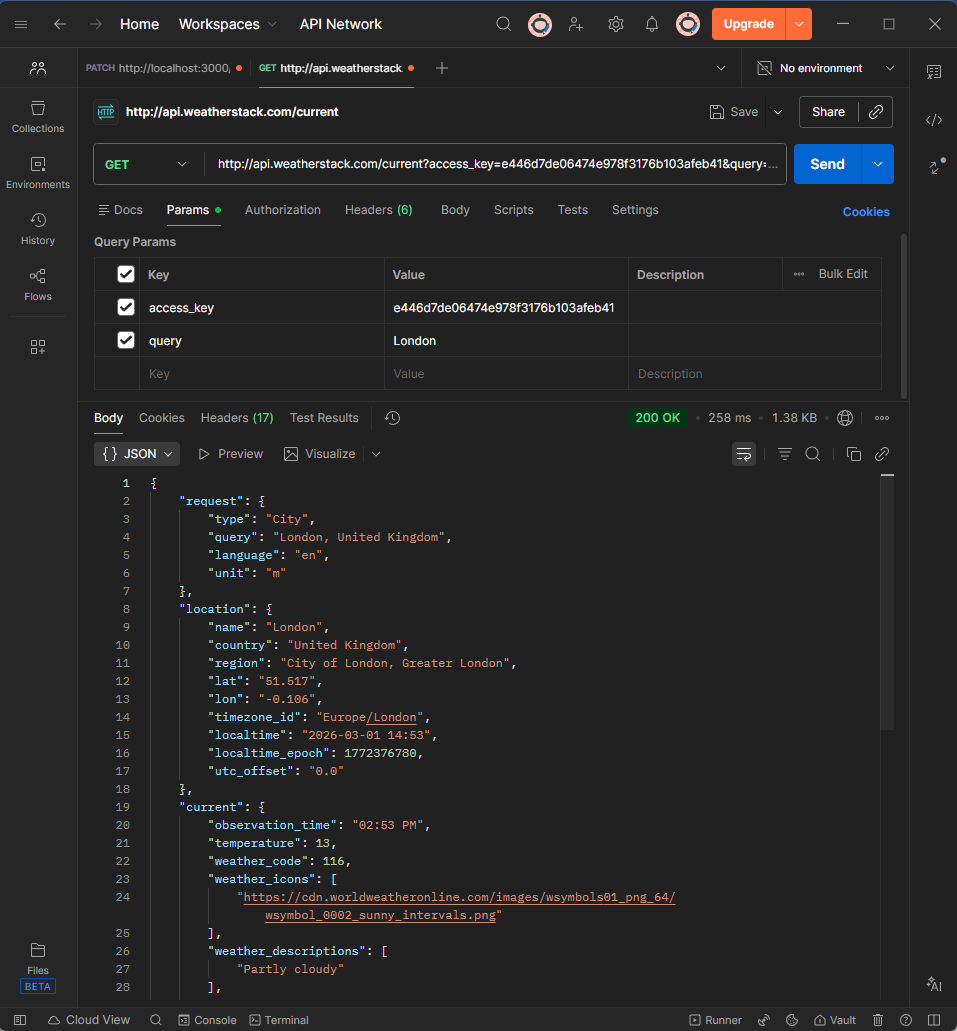 Home Workspaces API Network Upgrade
PATCH http://localhost:3000, GET http://api.weatherstack. No environment
HTTP http://api.weatherstack.com/current Save Share
Collections
GET http://api.weatherstack.com/current?access_key=e446d7de06474e978f3176b103afeb41&query=... Send
Environments
Docs Params Authorization Headers (6) Body Scripts Tests Settings Cookies
History
Query Params
Key Value Description Bulk Edit
Flows
access_key e446d7de06474e978f3176b103afeb41
query London
Key Value Description
Body Cookies Headers (17) Test Results 200 OK 258 ms 1.38 KB
{} JSON Preview Visualize
1 {
2 "request": {
3 "type": "City",
4 "query": "London, United Kingdom",
5 "language": "en",
6 "unit": "m"
7 },
8 "location": {
9 "name": "London",
10 "country": "United Kingdom",
11 "region": "City of London, Greater London",
12 "lat": "51.517",
13 "lon": "-0.106",
14 "timezone_id": "Europe/London",
15 "localtime": "2026-03-01 14:53",
16 "localtime_epoch": 1772376780,
17 "utc_offset": "0.0"
18 },
19 "current": {
20 "observation_time": "02:53 PM",
21 "temperature": 13,
22 "weather_code": 116,
23 "weather_icons": [
24 "https://cdn.worldweatheronline.com/images/wsymbols01_png_64/
wsymbol_0002_sunny_intervals.png"
25 ],
26 "weather_descriptions": [
27 "Partly cloudy"
28 ],
Files
BETA
AI
Cloud View Console Terminal Runner Vault